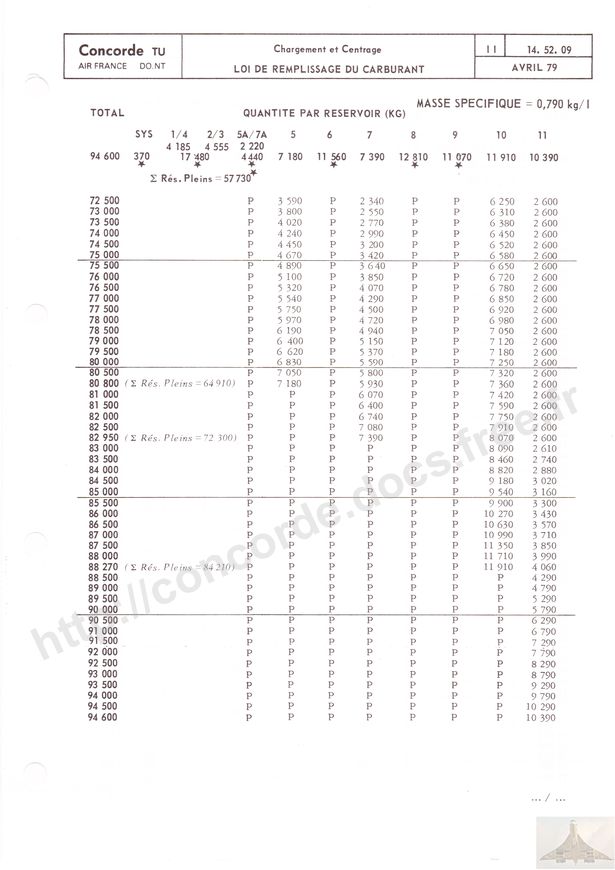 Concorde TU
AIR FRANCE DO.NT
Chargement et Centrage
LOI DE REMPLISSAGE DU CARBURANT
11
14. 52. 09
AVRIL 79
MASSE SPECIFIQUE = 0,790 kg/l
TOTAL QUANTITE PAR RESERVOIR (KG)
SYS 1/4 2/3 5A/7A 5 6 7 8 9 10 11
4 185 4 555 2 220
94 600 370 17 480 4 440 7 180 11 560 7 390 12 810 11 070 11 910 10 390
★ ★ ★ ★ ★ ★
Σ Rés. Pleins = 57 730★
72 500 P 3 590 P 2 340 P P 6 250 2 600
73 000 P 3 800 P 2 550 P P 6 310 2 600
73 500 P 4 020 P 2 770 P P 6 380 2 600
74 000 P 4 240 P 2 990 P P 6 450 2 600
74 500 P 4 450 P 3 200 P P 6 520 2 600
75 000 P 4 670 P 3 420 P P 6 580 2 600
75 500 P 4 890 P 3 640 P P 6 650 2 600
76 000 P 5 100 P 3 850 P P 6 720 2 600
76 500 P 5 320 P 4 070 P P 6 780 2 600
77 000 P 5 540 P 4 290 P P 6 850 2 600
77 500 P 5 750 P 4 500 P P 6 920 2 600
78 000 P 5 970 P 4 720 P P 6 980 2 600
78 500 P 6 190 P 4 940 P P 7 050 2 600
79 000 P 6 400 P 5 150 P P 7 120 2 600
79 500 P 6 620 P 5 370 P P 7 180 2 600
80 000 P 6 830 P 5 590 P P 7 250 2 600
80 500 P 7 050 P 5 800 P P 7 320 2 600
80 800 (Σ Rés. Pleins = 64 910) P 7 180 P 5 930 P P 7 360 2 600
81 000 P P P 6 070 P P 7 420 2 600
81 500 P P P 6 400 P P 7 590 2 600
82 000 P P P 6 740 P P 7 750 2 600
82 500 P P P 7 080 P P 7 910 2 600
82 950 (Σ Rés. Pleins = 72 300) P P P 7 390 P P 8 070 2 600
83 000 P P P P P P 8 090 2 610
83 500 P P P P P P 8 460 2 740
84 000 P P P P P P 8 820 2 880
84 500 P P P P P P 9 180 3 020
85 000 P P P P P P 9 540 3 160
85 500 P P P P P P 9 900 3 300
86 000 P P P P P P 10 270 3 430
86 500 P P P P P P 10 630 3 570
87 000 P P P P P P 10 990 3 710
87 500 P P P P P P 11 350 3 850
88 000 P P P P P P 11 710 3 990
88 270 (Σ Rés. Pleins = 84 210) P P P P P P 11 910 4 060
88 500 P P P P P P P 4 290
89 000 P P P P P P P 4 790
89 500 P P P P P P P 5 290
90 000 P P P P P P P 5 790
90 500 P P P P P P P 6 290
91 000 P P P P P P P 6 790
91 500 P P P P P P P 7 290
92 000 P P P P P P P 7 790
92 500 P P P P P P P 8 290
93 000 P P P P P P P 8 790
93 500 P P P P P P P 9 290
94 000 P P P P P P P 9 790
94 500 P P P P P P P 10 290
94 600 P P P P P P P 10 390
http://concorde.docs.free.fr
... / ...